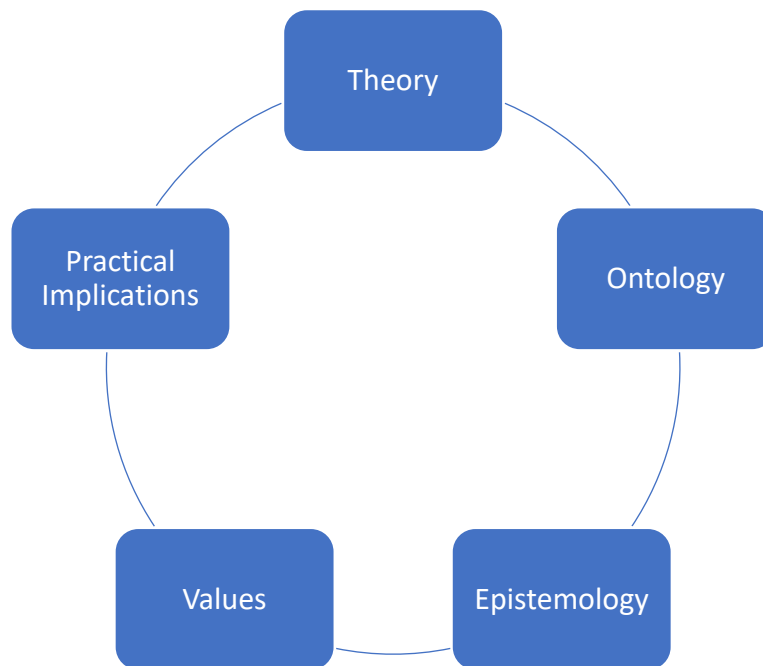 Theory
Ontology
Epistemology
Values
Practical
Implications